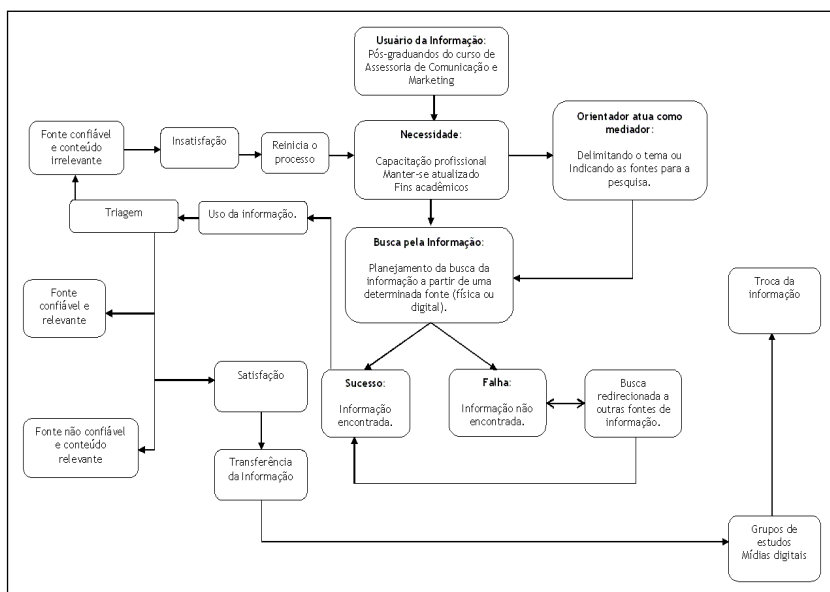 Usuário da Informação:
Pós-graduandos do curso de
Assessoria de Comunicação e
Marketing
Fonte confiável
e conteúdo
irrelevante
Insatisfação
Reinicia o
processo
Necessidade:
Capacitação profissional
Manter-se atualizado
Fins acadêmicos
Orientador atua como
mediador:
Delimitando o tema ou
Indicando as fontes para a
pesquisa.
Triagem
Uso da informação.
Busca pela Informação:
Planejamento da busca da
informação a partir de uma
determinada fonte (física ou
digital).
Troca da
informação
Fonte
confiável e
relevante
Satisfação
Sucesso:
Informação
encontrada.
Falha:
Informação não
encontrada.
Busca
redirecionada a
outras fontes de
informação.
Fonte não confiável
e conteúdo
relevante
Transferência
da Informação
Grupos de
estudos
Mídias digitais